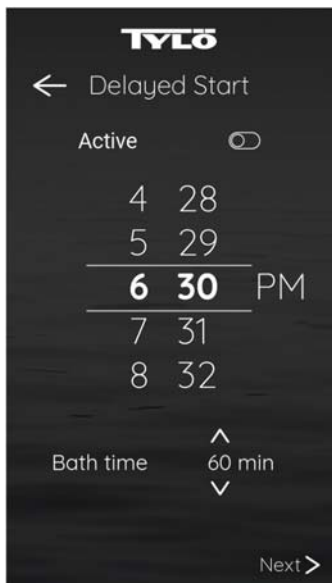 TYLÖ
Delayed Start
Active
4 28
5 29
6 30 PM
7 31
8 32
Bath time 60 min
Next >